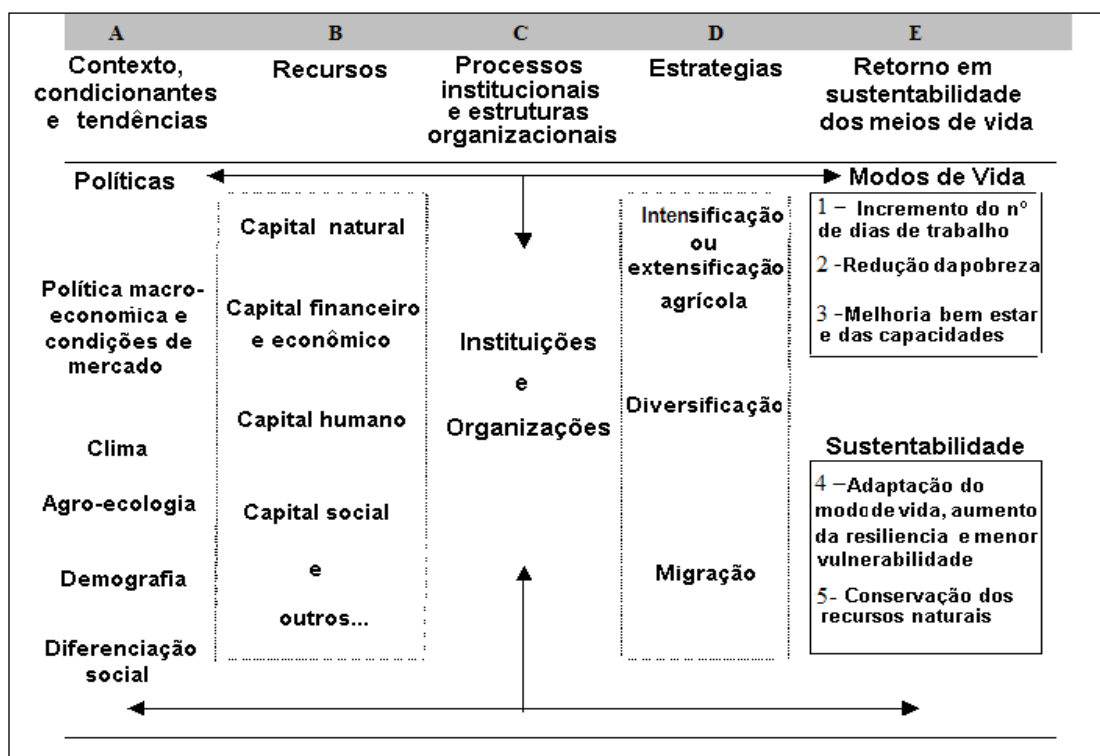 A B C D E
Contexto,
condicionantes
e tendências
Recursos
Processos
institucionais
e estruturas
organizacionais
Estrategias
Retorno em
sustentabilidade
dos meios de vida
Políticas
Política macro-
economica e
condições de
mercado
Clima
Agro-ecologia
Demografia
Diferenciação
social
Capital natural
Capital financeiro
e econômico
Capital humano
Capital social
e
outros...
Instituições
e
Organizações
Intensificação
ou
extensificação
agrícola
Diversificação
Migração
Modos de Vida
1 – Incremento do nº
de dias de trabalho
2 -Redução da pobreza
3 -Melhoria bem estar
e das capacidades
Sustentabilidade
4 –Adaptação do
modo de vida, aumento
da resiliencia e menor
vulnerabilidade
5- Conservação dos
recursos naturais